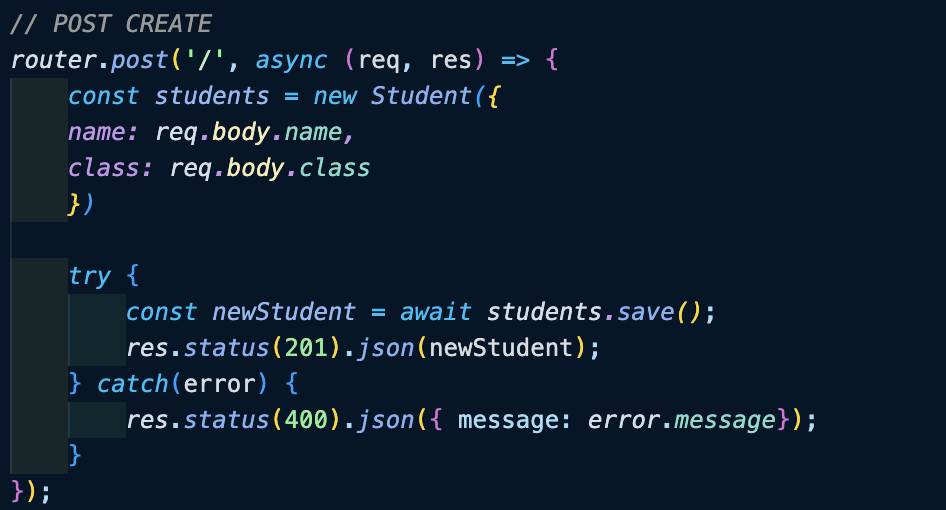 // POST CREATE
router.post('/', async (req, res) => {
    const students = new Student({
    name: req.body.name,
    class: req.body.class
    })

    try {
        const newStudent = await students.save();
        res.status(201).json(newStudent);
    } catch(error) {
        res.status(400).json({ message: error.message});
    }
});